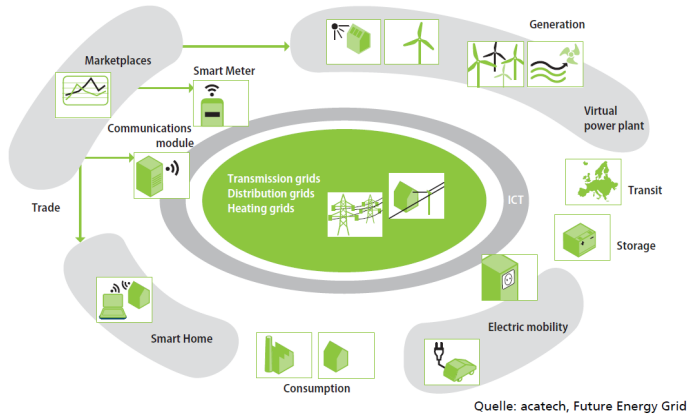 Generation
Marketplaces
Smart Meter
Communications
module
Virtual
power plant
Transmission grids
Distribution grids
Heating grids
ICT
Transit
Trade
Storage
Electric mobility
Smart Home
Consumption
Quelle: acatech, Future Energy Grid